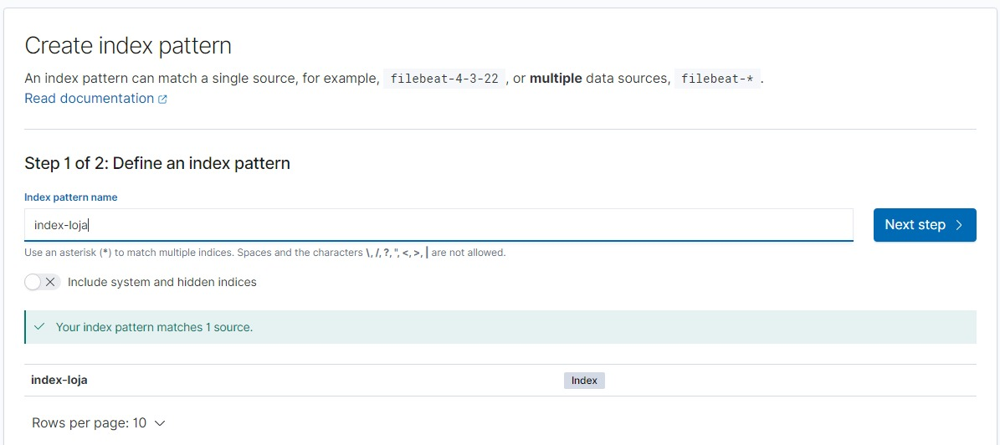 Create index pattern
An index pattern can match a single source, for example, filebeat-4-3-22 , or multiple data sources, filebeat-* .
Read documentation
Step 1 of 2: Define an index pattern
Index pattern name
index-loja
Next step
Use an asterisk (*) to match multiple indices. Spaces and the characters \, /, ?, ", <, >, | are not allowed.
Include system and hidden indices
Your index pattern matches 1 source.
index-loja Index
Rows per page: 10